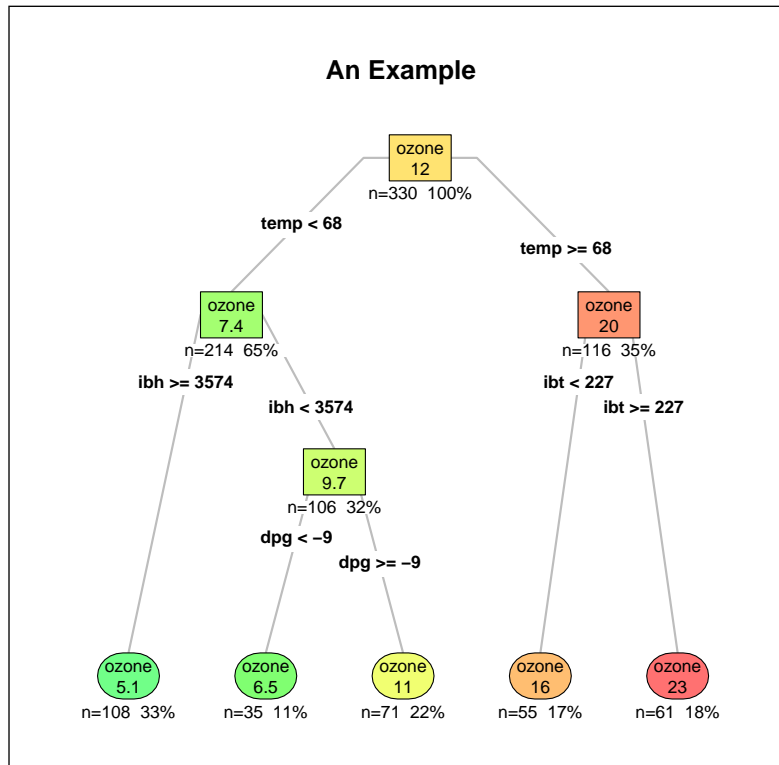 An Example
ozone
12
n=330 100%
temp < 68
temp >= 68
ozone
7.4
n=214 65%
ozone
20
n=116 35%
ibh >= 3574
ibh < 3574
ibt < 227
ibt >= 227
ozone
9.7
n=106 32%
dpg < −9
dpg >= −9
ozone
5.1
n=108 33%
ozone
6.5
n=35 11%
ozone
11
n=71 22%
ozone
16
n=55 17%
ozone
23
n=61 18%